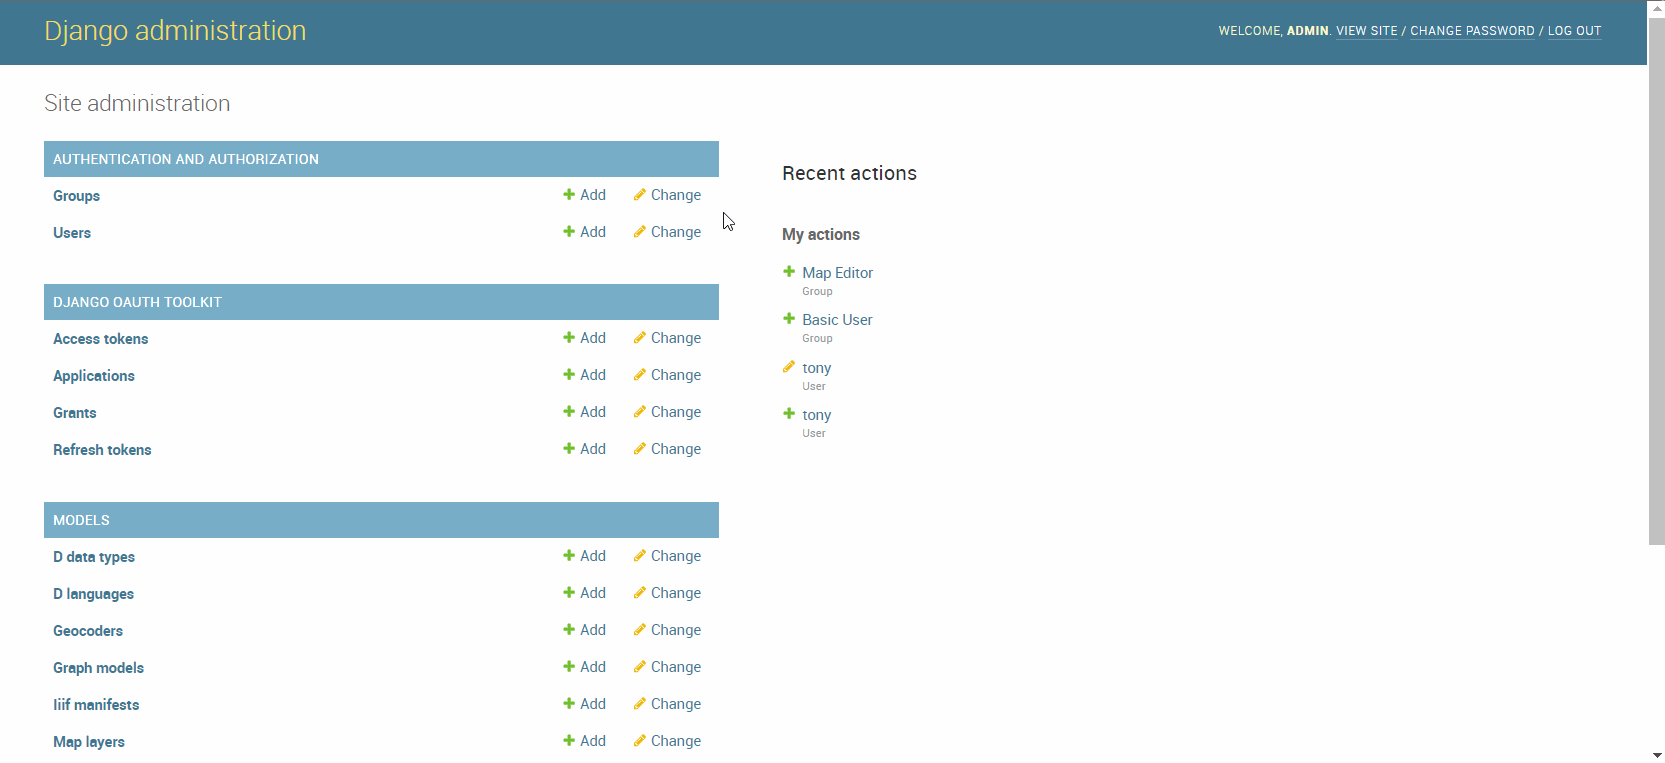 Django administration
WELCOME, ADMIN. VIEW SITE / CHANGE PASSWORD / LOG OUT
Site administration
AUTHENTICATION AND AUTHORIZATION
Groups Add Change
Users Add Change
DJANGO OAUTH TOOLKIT
Access tokens Add Change
Applications Add Change
Grants Add Change
Refresh tokens Add Change
MODELS
D data types Add Change
D languages Add Change
Geocoders Add Change
Graph models Add Change
Iiif manifests Add Change
Map layers Add Change
Recent actions
My actions
Map Editor
Group
Basic User
Group
tony
User
tony
User